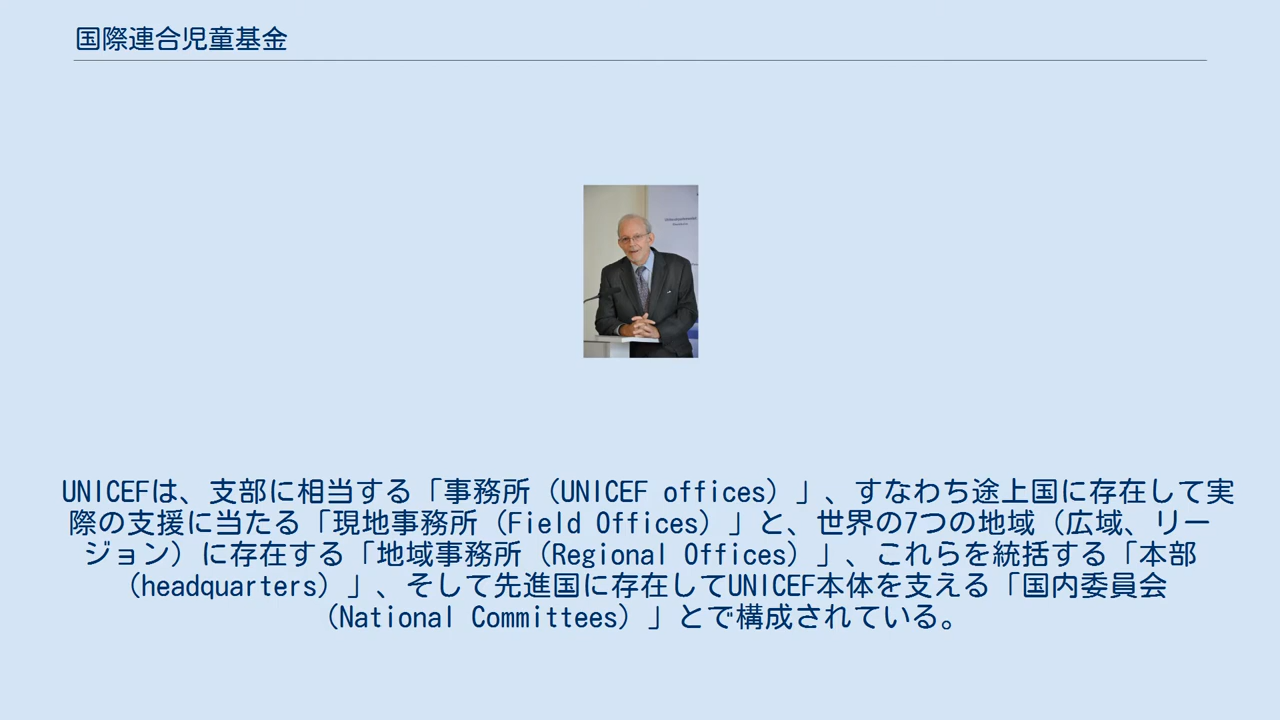 国際連合児童基金
UNICEFは、支部に相当する「事務所（UNICEF offices）」、すなわち途上国に存在して実
際の支援に当たる「現地事務所（Field Offices）」と、世界の7つの地域（広域、リー
ジョン）に存在する「地域事務所（Regional Offices）」、これらを統括する「本部
（headquarters）」、そして先進国に存在してUNICEF本体を支える「国内委員会
（National Committees）」とで構成されている。